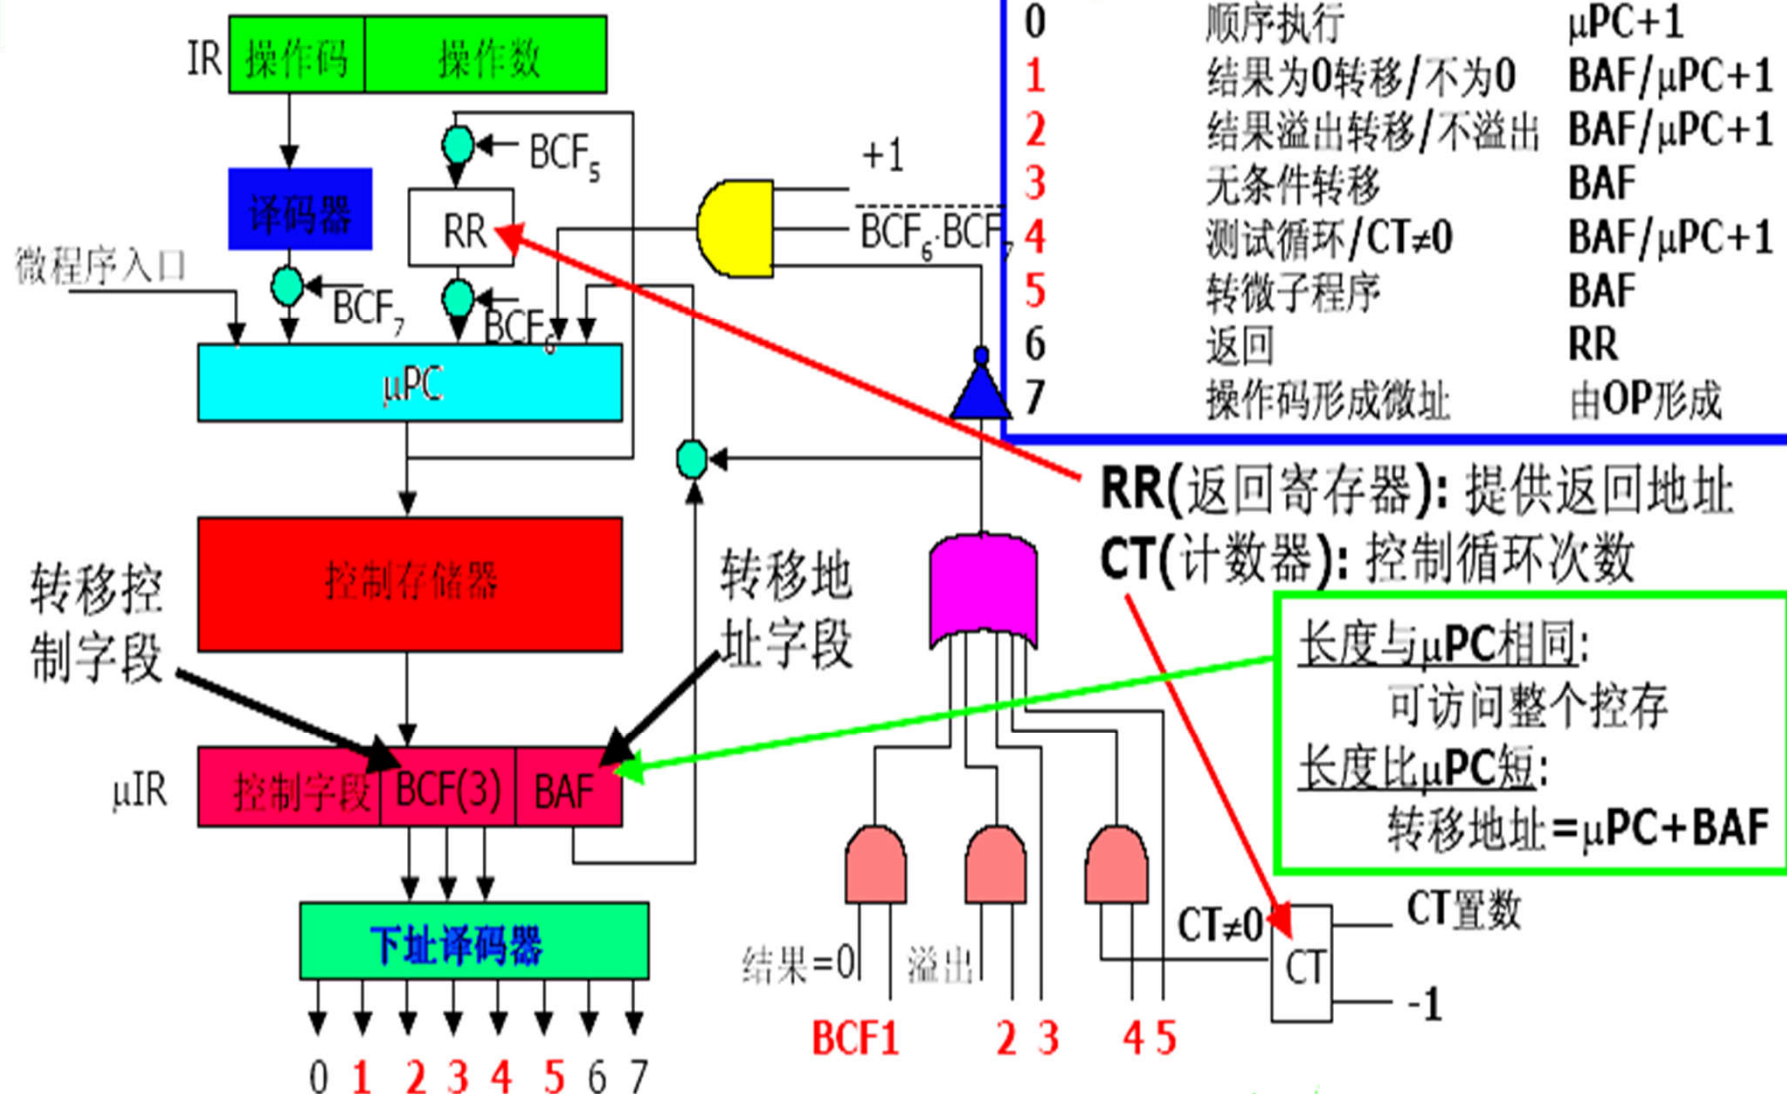 IR 操作码 操作数
BCF5
译码器
RR
微程序入口
BCF7
BCF6
μPC
控制存储器
转移控
制字段
转移地
址字段
μIR 控制字段 BCF(3) BAF
下址译码器
0 1 2 3 4 5 6 7
+1
BCF6·BCF7
0 顺序执行 μPC+1
1 结果为0转移/不为0 BAF/μPC+1
2 结果溢出转移/不溢出 BAF/μPC+1
3 无条件转移 BAF
4 测试循环/CT≠0 BAF/μPC+1
5 转微子程序 BAF
6 返回 RR
7 操作码形成微址 由OP形成
RR(返回寄存器): 提供返回地址
CT(计数器): 控制循环次数
长度与μPC相同:
可访问整个控存
长度比μPC短:
转移地址=μPC+BAF
结果=0 溢出
CT≠0
CT
CT置数
-1
BCF1 2 3 4 5